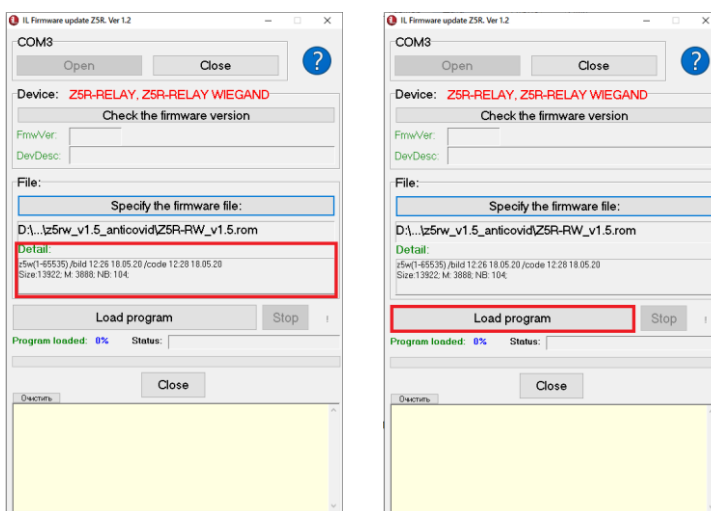 IL Firmware update Z5R. Ver 1.2
COM3
Open
Close
?
Device: Z5R-RELAY, Z5R-RELAY WIEGAND
Check the firmware version
FmwVer:
DevDesc:
File:
Specify the firmware file:
D:\...\z5rw_v1.5_anticovid\Z5R-RW_v1.5.rom
Detail:
z5w(1-65535) /bild 12:26 18.05.20 /code 12:28 18.05.20
Size:13922; M: 3888; NB: 104;
Load program
Stop
!
Program loaded: 0% Status:
Close
Очистить
IL Firmware update Z5R. Ver 1.2
COM3
Open
Close
?
Device: Z5R-RELAY, Z5R-RELAY WIEGAND
Check the firmware version
FmwVer:
DevDesc:
File:
Specify the firmware file:
D:\...\z5rw_v1.5_anticovid\Z5R-RW_v1.5.rom
Detail:
z5w(1-65535) /bild 12:26 18.05.20 /code 12:28 18.05.20
Size:13922; M: 3888; NB: 104;
Load program
Stop
!
Program loaded: 0% Status:
Close
Очистить